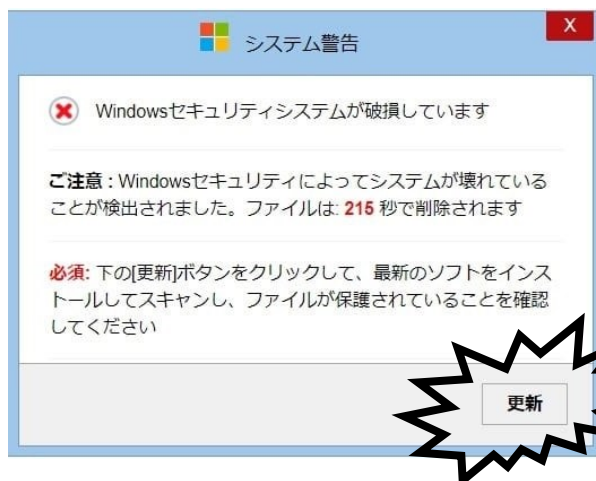 システム警告
X
Windowsセキュリティシステムが破損しています
ご注意 : Windowsセキュリティによってシステムが壊れている
ことが検出されました。ファイルは: 215 秒で削除されます
必須: 下の[更新]ボタンをクリックして、最新のソフトをインス
トールしてスキャンし、ファイルが保護されていることを確認
してください
更新